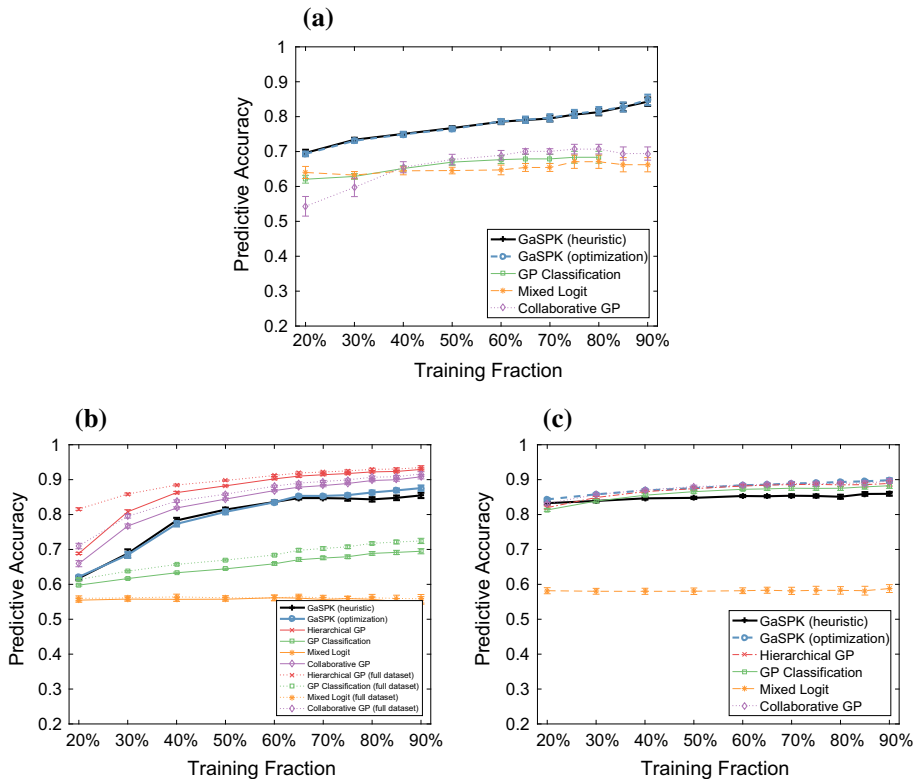 (a)
Predictive Accuracy
1
0.9
0.8
0.7
0.6
0.5
0.4
0.3
0.2
GaSPK (heuristic)
GaSPK (optimization)
GP Classification
Mixed Logit
Collaborative GP
20% 30% 40% 50% 60% 70% 80% 90%
Training Fraction
(b)
Predictive Accuracy
1
0.9
0.8
0.7
0.6
0.5
0.4
0.3
0.2
GaSPK (heuristic)
GaSPK (optimization)
Hierarchical GP
GP Classification
Mixed Logit
Collaborative GP
Hierarchical GP (full dataset)
GP Classification (full dataset)
Mixed Logit (full dataset)
Collaborative GP (full dataset)
20% 30% 40% 50% 60% 70% 80% 90%
Training Fraction
(c)
Predictive Accuracy
1
0.9
0.8
0.7
0.6
0.5
0.4
0.3
0.2
GaSPK (heuristic)
GaSPK (optimization)
Hierarchical GP
GP Classification
Mixed Logit
Collaborative GP
20% 30% 40% 50% 60% 70% 80% 90%
Training Fraction